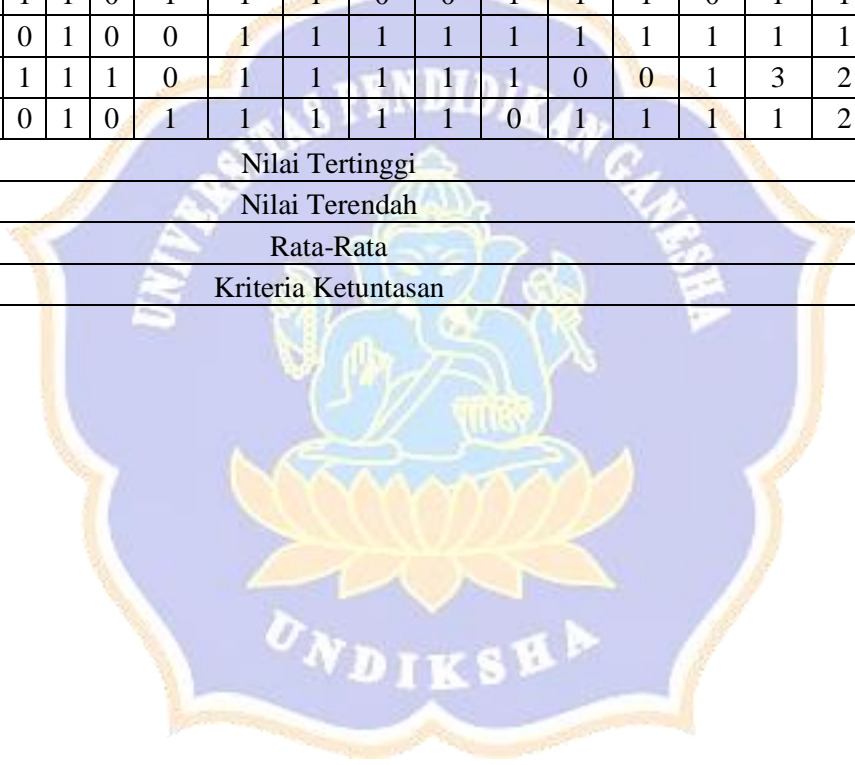 1 1 0 1 1 1 0 0 1 1 1 0 1 1
0 1 0 0 1 1 1 1 1 1 1 1 1 1
1 1 1 0 1 1 1 1 1 0 0 1 3 2
0 1 0 1 1 1 1 1 0 1 1 1 1 2
Nilai Tertinggi
Nilai Terendah
Rata-Rata
Kriteria Ketuntasan
UNIVERSITAS PENDIDIKAN GANESHA
UNDIKSHA